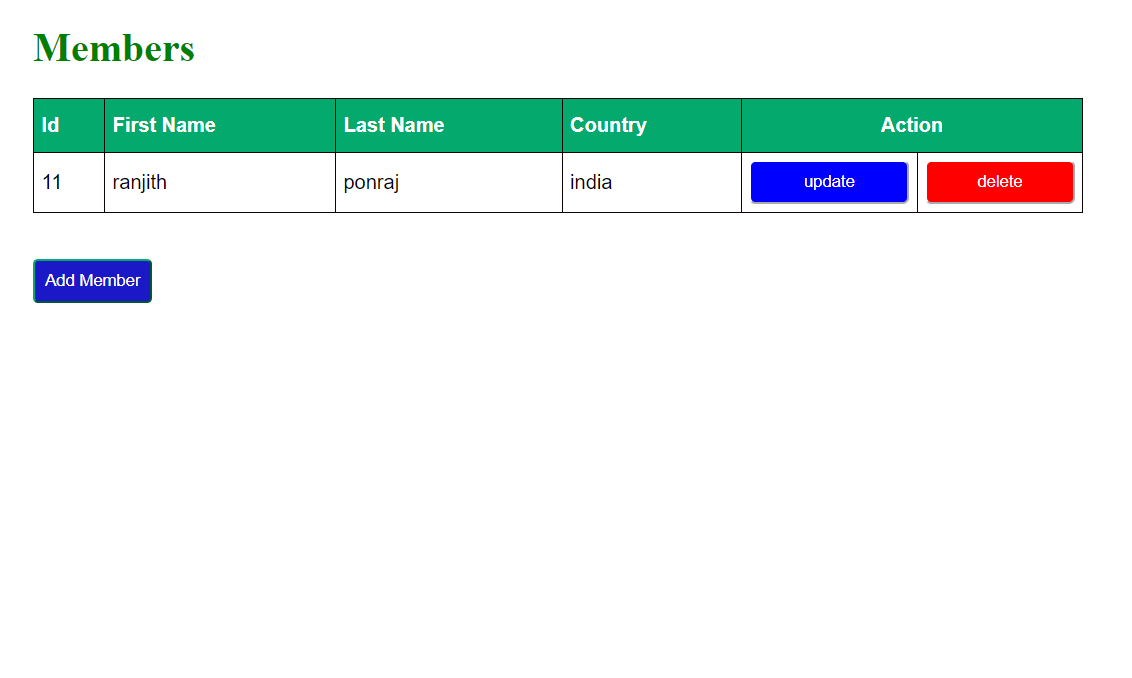 Members
Id First Name Last Name Country Action
11 ranjith ponraj india update delete
Add Member